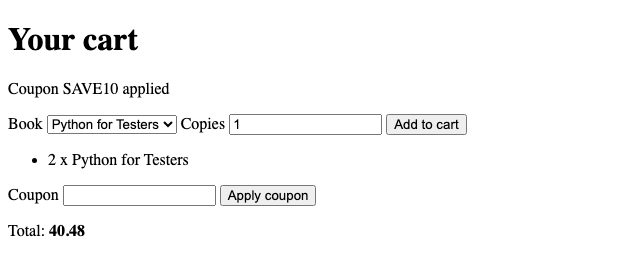 Your cart
Coupon SAVE10 applied
Book Python for Testers Copies 1 Add to cart
• 2 x Python for Testers
Coupon Apply coupon
Total: 40.48